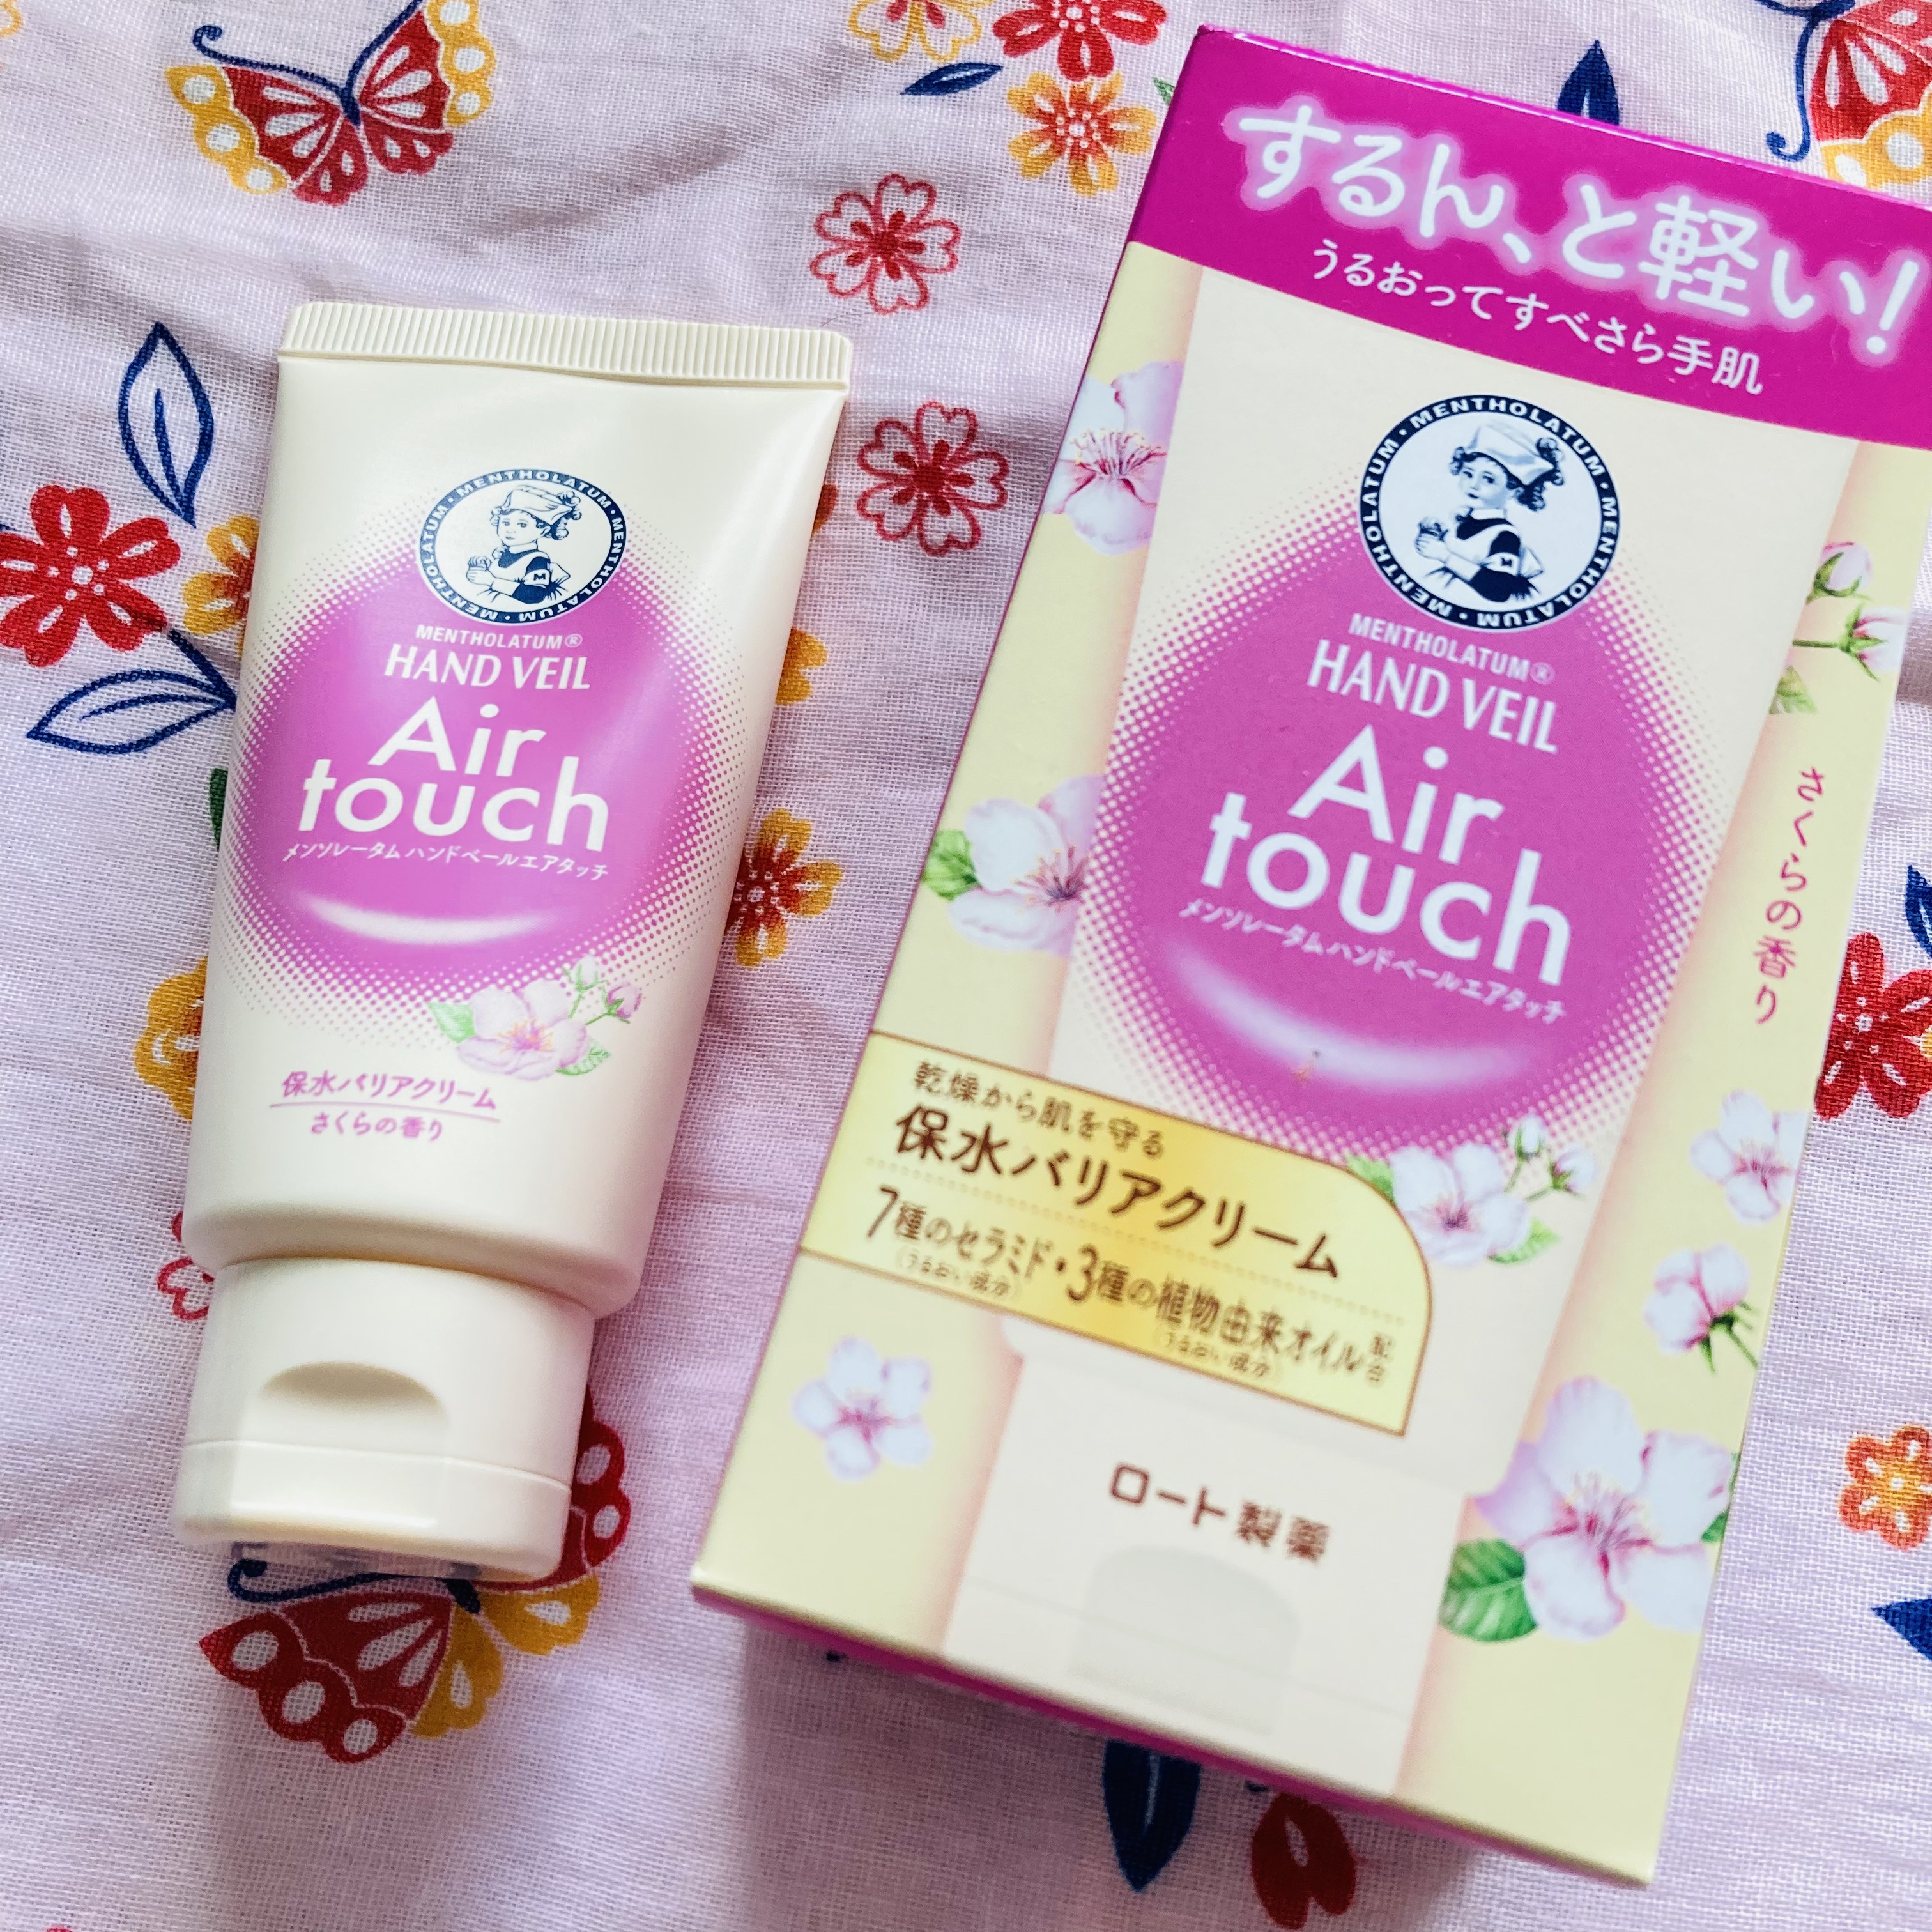 MENTHOLATUM・MENTHOLATUM・MENTHOLATUM・MENTHOLATUM・
M
MENTHOLATUM®
HAND VEIL
Air
touch
メンソレータム ハンドベール エアタッチ
保水バリアクリーム
さくらの香り
するん、と軽い!
うるおってすべさら手肌
MENTHOLATUM・MENTHOLATUM・MENTHOLATUM・MENTHOLATUM・
M
MENTHOLATUM®
HAND VEIL
Air
touch
メンソレータム ハンドベール エアタッチ
さくらの香り
乾燥から肌を守る
保水バリアクリーム
7種のセラミド・3種の植物由来オイル配合
(うるおい成分) (うるおい成分)
ロート製薬